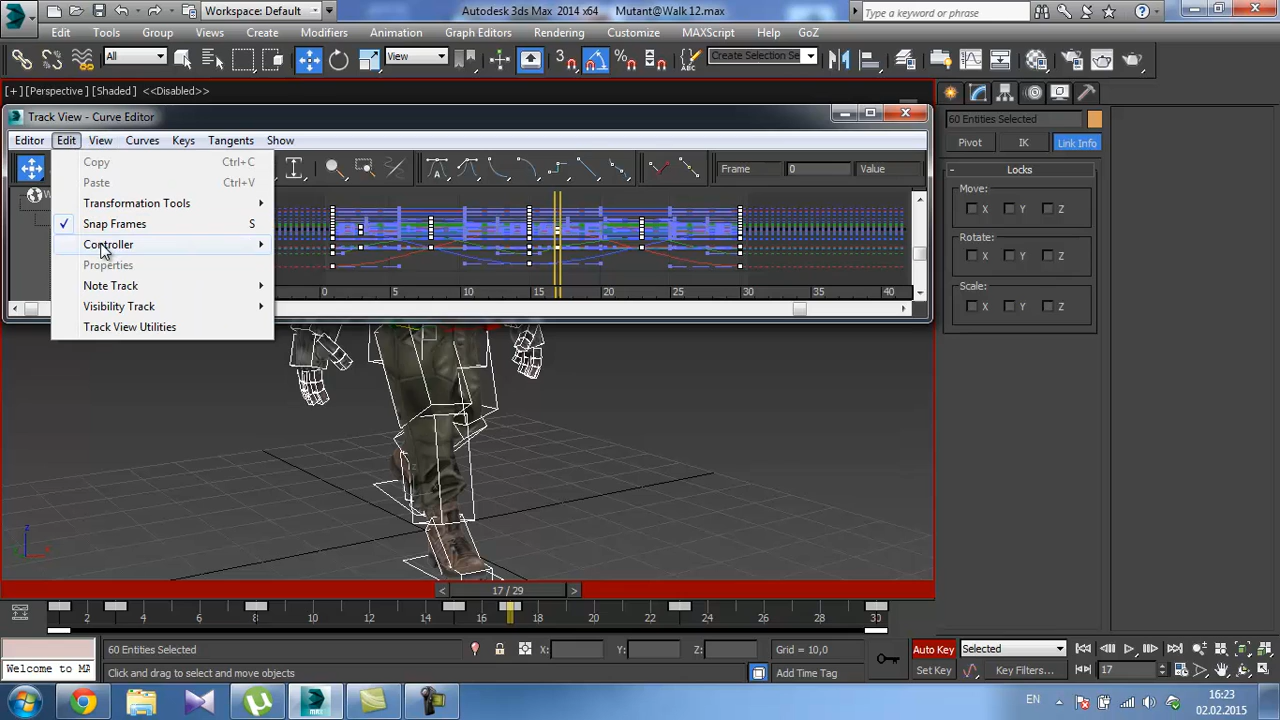 Workspace: Default
Autodesk 3ds Max 2014 x64 Mutant@Walk 12.max
Type a keyword or phrase
Edit Tools Group Views Create Modifiers Animation Graph Editors Rendering Customize MAXScript Help GoZ
All
View
3
Create Selection Se
[+] [Perspective] [Shaded] <<Disabled>>
Track View - Curve Editor
Editor Edit View Curves Keys Tangents Show
Frame 0 Value
Copy Ctrl+C
Paste Ctrl+V
Transformation Tools
Snap Frames S
Controller
Properties
Note Track
Visibility Track
Track View Utilities
0 5 10 15 20 25 30 35 40
60 Entities Selected
Pivot IK Link Info
- Locks
Move:
X Y Z
Rotate:
X Y Z
Scale:
X Y Z
z
< 17 / 29 >
2 4 6 8 10 12 14 16 18 20 22 24 26 28 30
60 Entities Selected
X: Y: Z: Grid = 10,0
Auto Key Selected
Welcome to
Click and drag to select and move objects
Add Time Tag
Set Key Key Filters... 17
EN
16:23
02.02.2015